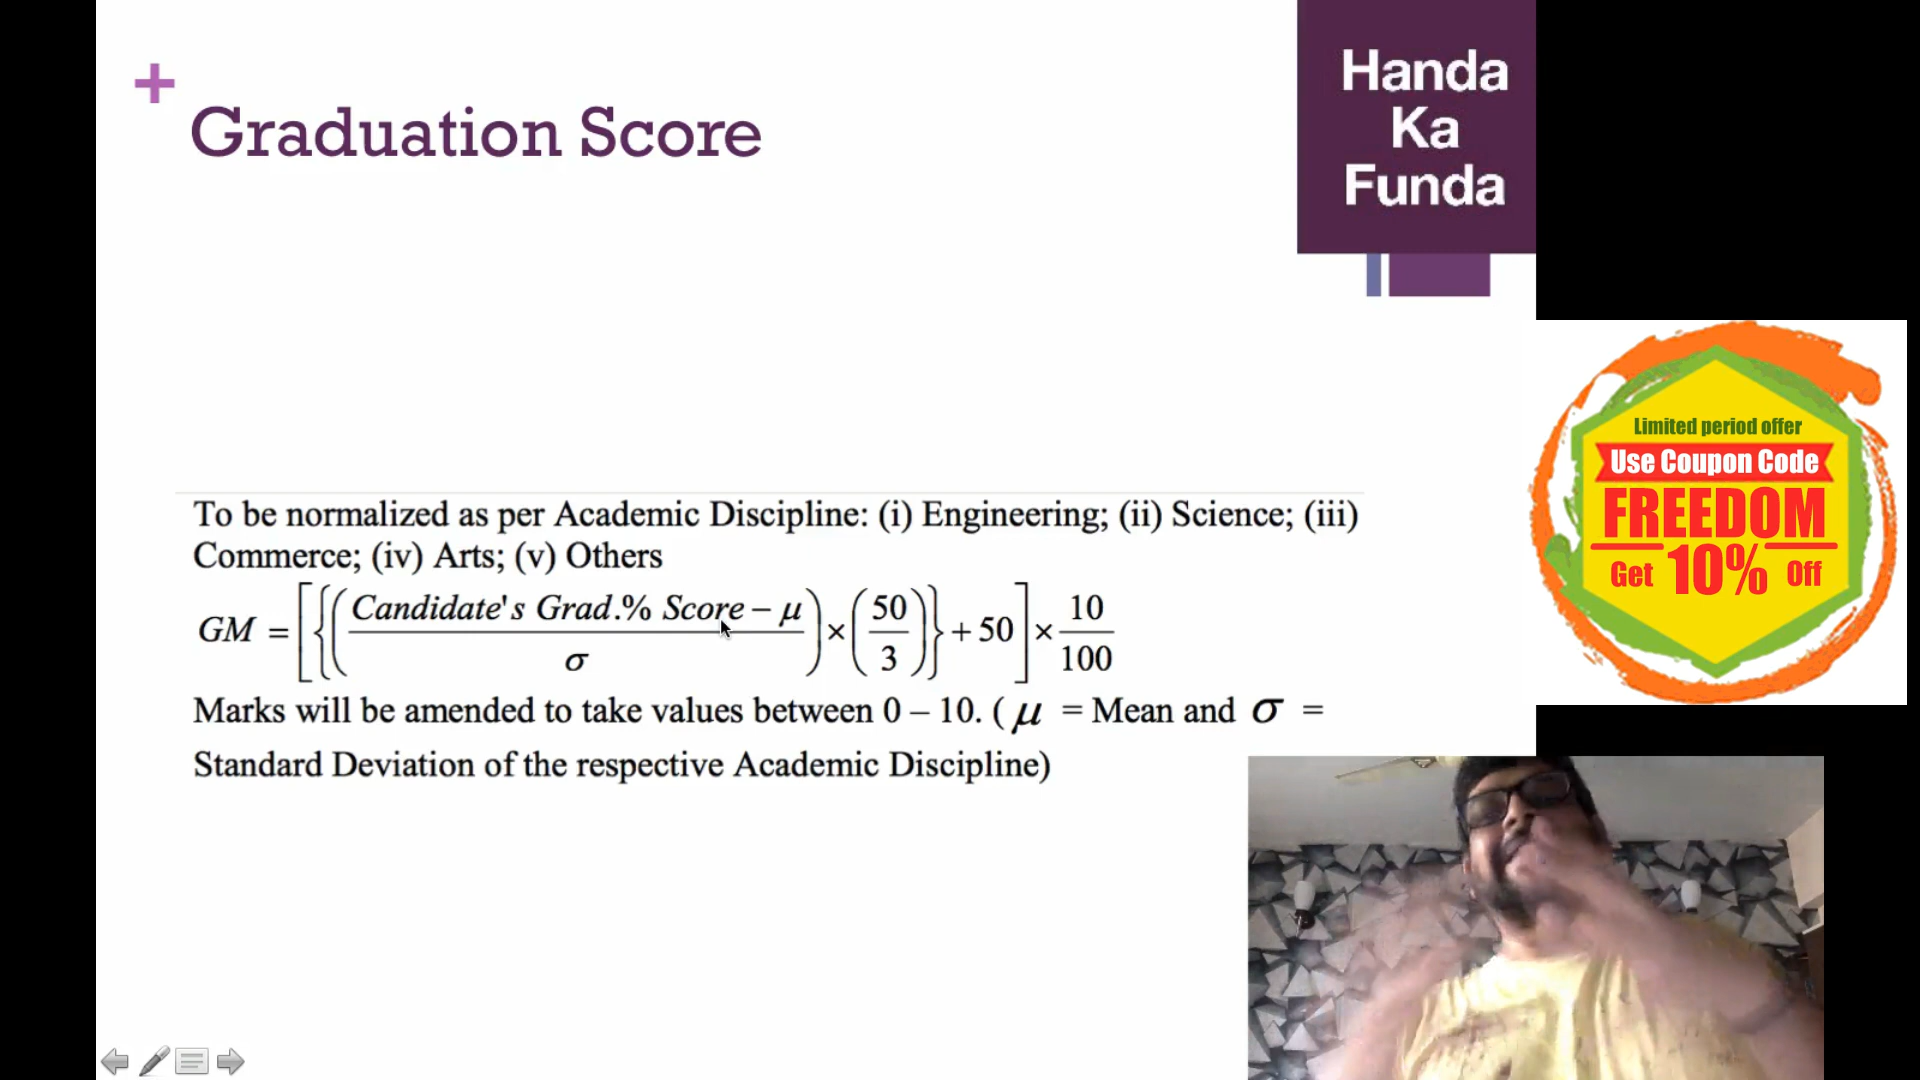 +
Graduation Score
Handa
Ka
Funda
To be normalized as per Academic Discipline: (i) Engineering; (ii) Science; (iii)
Commerce; (iv) Arts; (v) Others
GM = [{((Candidate's Grad.% Score − μ)/σ) × (50/3)} + 50] × 10/100
Marks will be amended to take values between 0 – 10. ( μ = Mean and σ =
Standard Deviation of the respective Academic Discipline)
Limited period offer
Use Coupon Code
FREEDOM
Get 10% Off